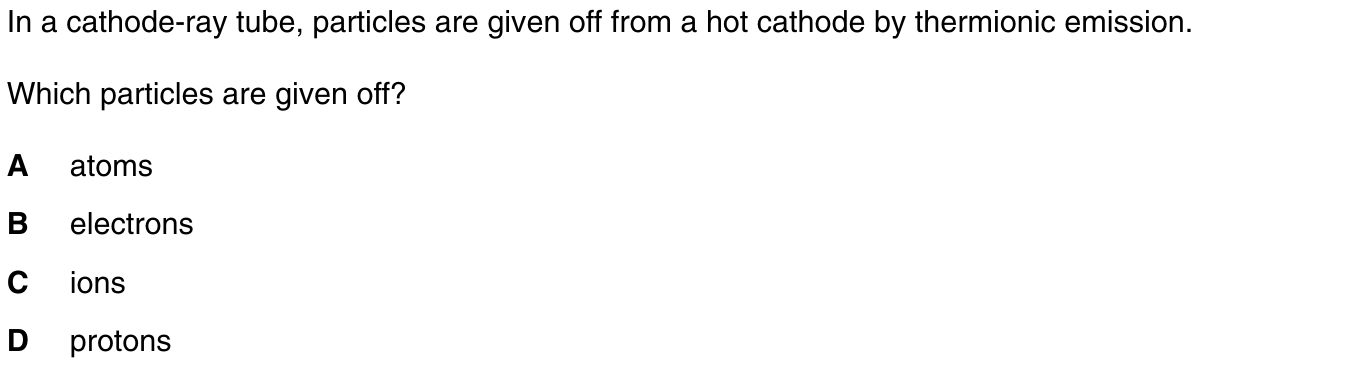 In a cathode-ray tube, particles are given off from a hot cathode by thermionic emission.
Which particles are given off?
A atoms
B electrons
C ions
D protons